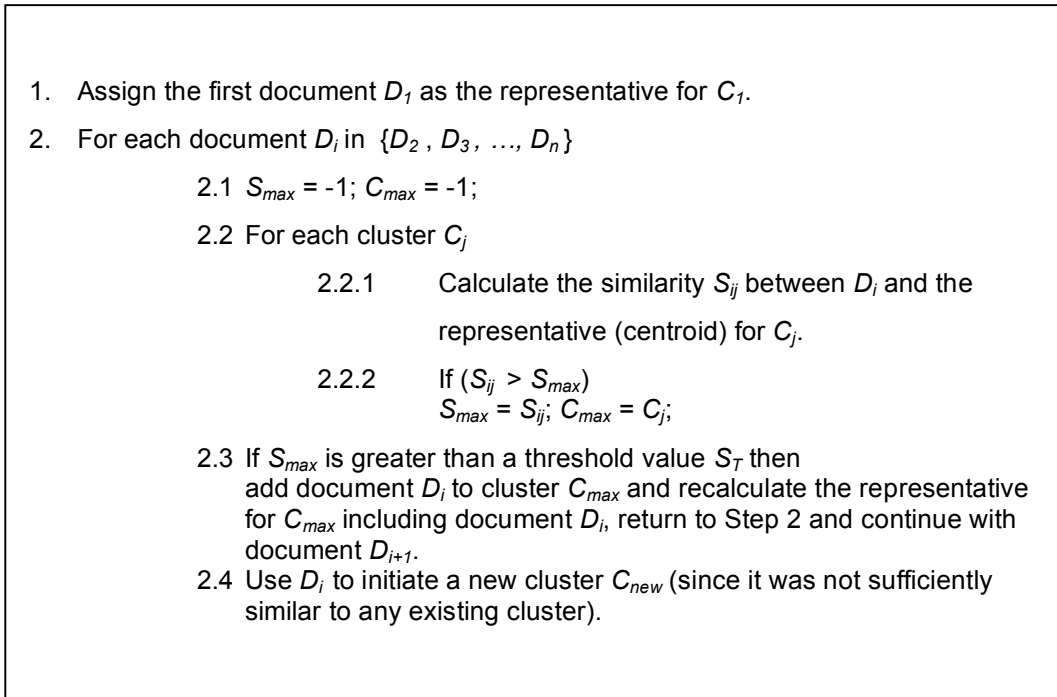 1. Assign the first document D1 as the representative for C1.
2. For each document Di in {D2 , D3, …, Dn}
2.1 Smax = -1; Cmax = -1;
2.2 For each cluster Cj
2.2.1 Calculate the similarity Sij between Di and the
representative (centroid) for Cj.
2.2.2 If (Sij > Smax)
Smax = Sij; Cmax = Cj;
2.3 If Smax is greater than a threshold value ST then
add document Di to cluster Cmax and recalculate the representative
for Cmax including document Di, return to Step 2 and continue with
document Di+1.
2.4 Use Di to initiate a new cluster Cnew (since it was not sufficiently
similar to any existing cluster).